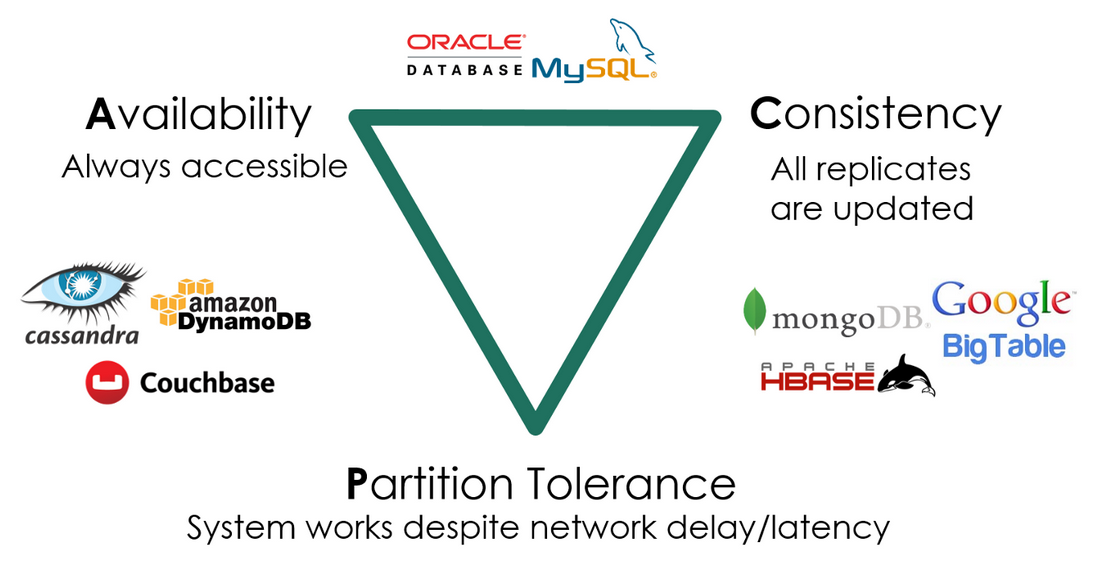 ORACLE®
DATABASE
MySQL®
Availability
Always accessible
Consistency
All replicates
are updated
cassandra
amazon
DynamoDB
Couchbase
mongoDB®
Google™
BigTable
APACHE
HBASE
Partition Tolerance
System works despite network delay/latency